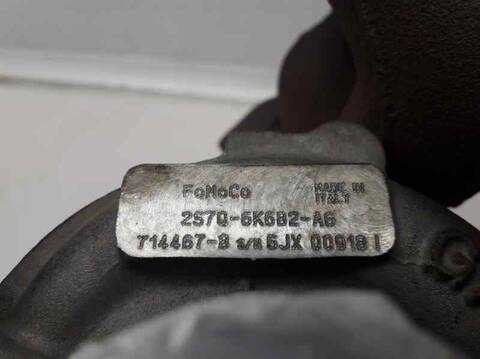 FoMoCo MADE IN ITALY
2S7Q-6K682-AG
714467-8 S/N 5JX 00918 I
G